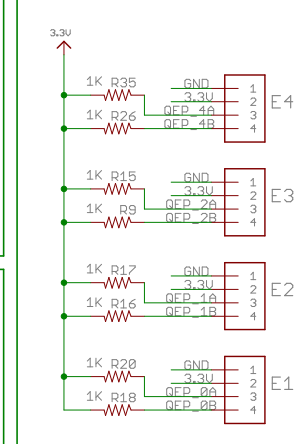 3.3V
1K R35 GND 1
3.3V 2 E4
1K R26 QEP_4A 3
QEP_4B 4
1K R15 GND 1
3.3V 2 E3
1K R9 QEP_2A 3
QEP_2B 4
1K R17 GND 1
3.3V 2 E2
1K R16 QEP_1A 3
QEP_1B 4
1K R20 GND 1
3.3V 2 E1
1K R18 QEP_0A 3
QEP_0B 4